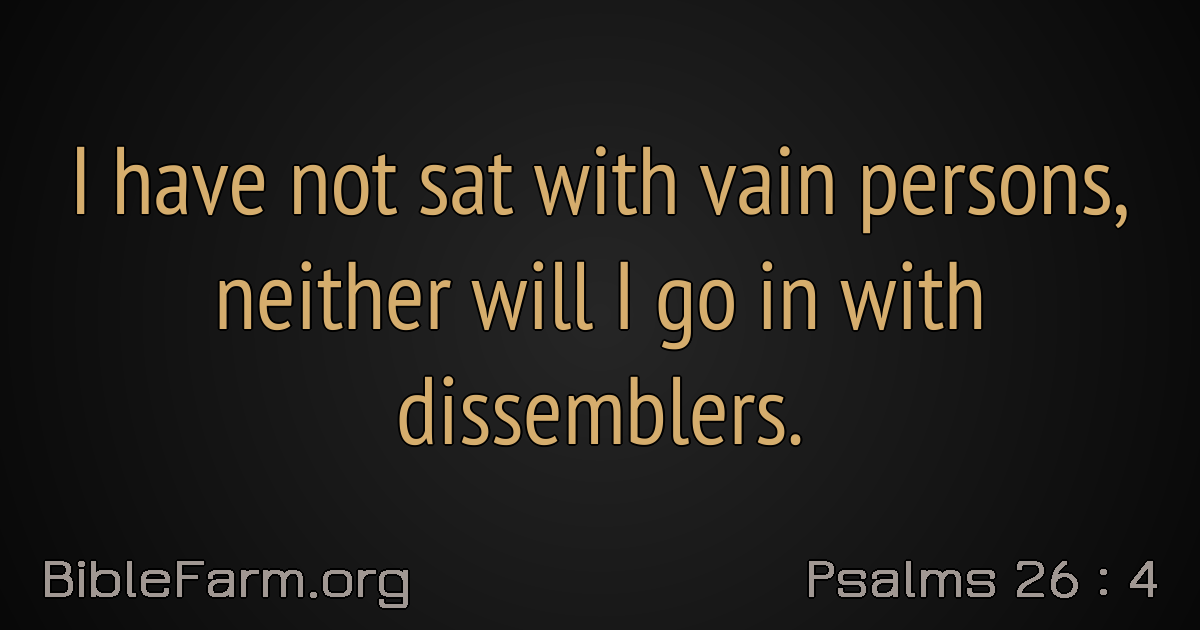 I have not sat with vain persons,
neither will I go in with
dissemblers.
BibleFarm.org
Psalms 26 : 4